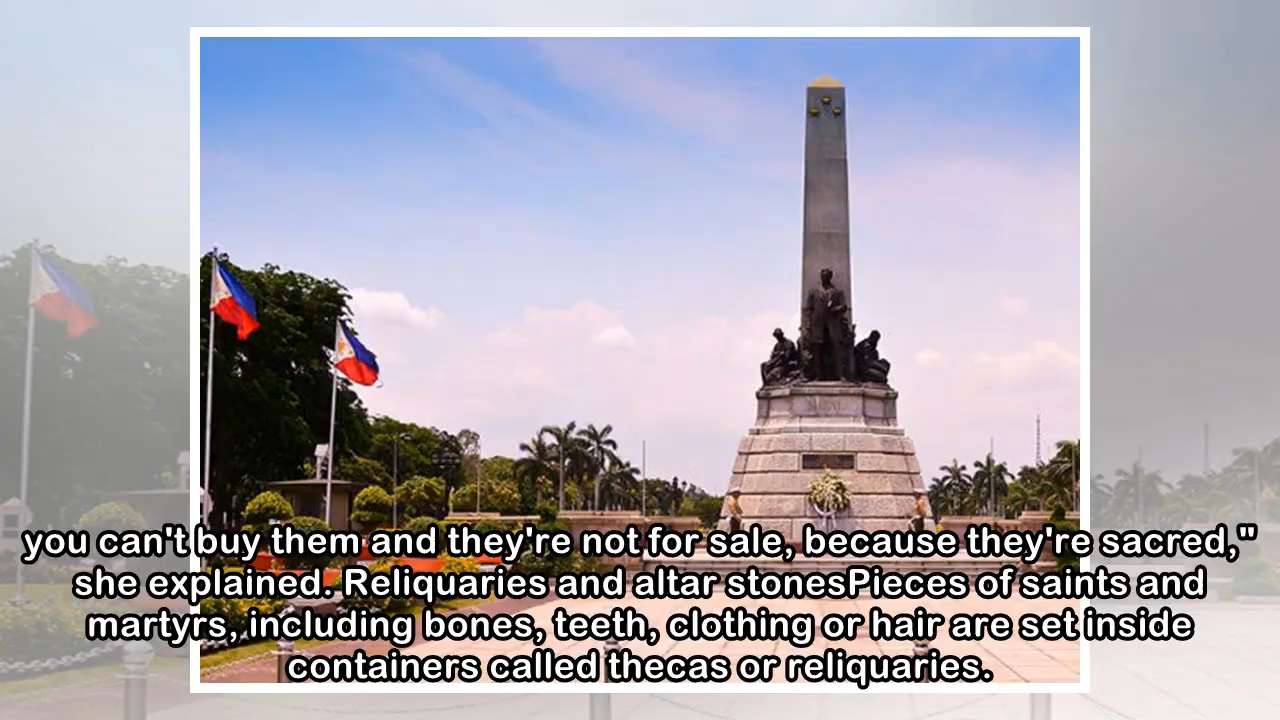 you can't buy them and they're not for sale, because they're sacred,"
she explained. Reliquaries and altar stonesPieces of saints and
martyrs, including bones, teeth, clothing or hair are set inside
containers called thecas or reliquaries.